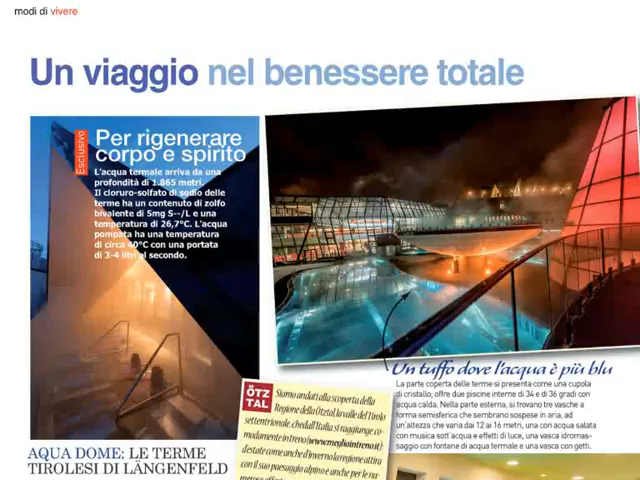 modi di vivere
Un viaggio nel benessere totale
Esclusivo
Per rigenerare
corpo e spirito
L'acqua termale arriva da una
profondità di 1.865 metri.
Il cloruro-solfato di sodio delle
terme ha un contenuto di zolfo
bivalente di 5mg S--/L e una
temperatura di 26,7°C. L'acqua
pompata ha una temperatura
di circa 40°C con una portata
di 3-4 litri al secondo.
Un tuffo dove l'acqua è più blu
La parte coperta delle terme si presenta come una cupola
di cristallo; offre due piscine interne di 34 e di 36 gradi con
acqua calda. Nella parte esterna, si trovano tre vasche a
forma semisferica che sembrano sospese in aria, ad
un'altezza che varia dai 12 ai 16 metri, una con acqua salata
con musica sott'acqua e effetti di luce, una vasca idromas-
saggio con fontane di acqua termale e una vasca con getti.
ÖTZ
TAL
Siamo andati alla scoperta della
Regione della Ötztal, la valle del Tirolo
settentrionale, che dall'Italia si raggiunge co-
modamente in treno (www.meglioíntreno.it);
d'estate come anche d'inverno la regione attira
con il suo paesaggio alpino e anche per le nu-
AQUA DOME: LE TERME
TIROLESI DI LÄNGENFELD